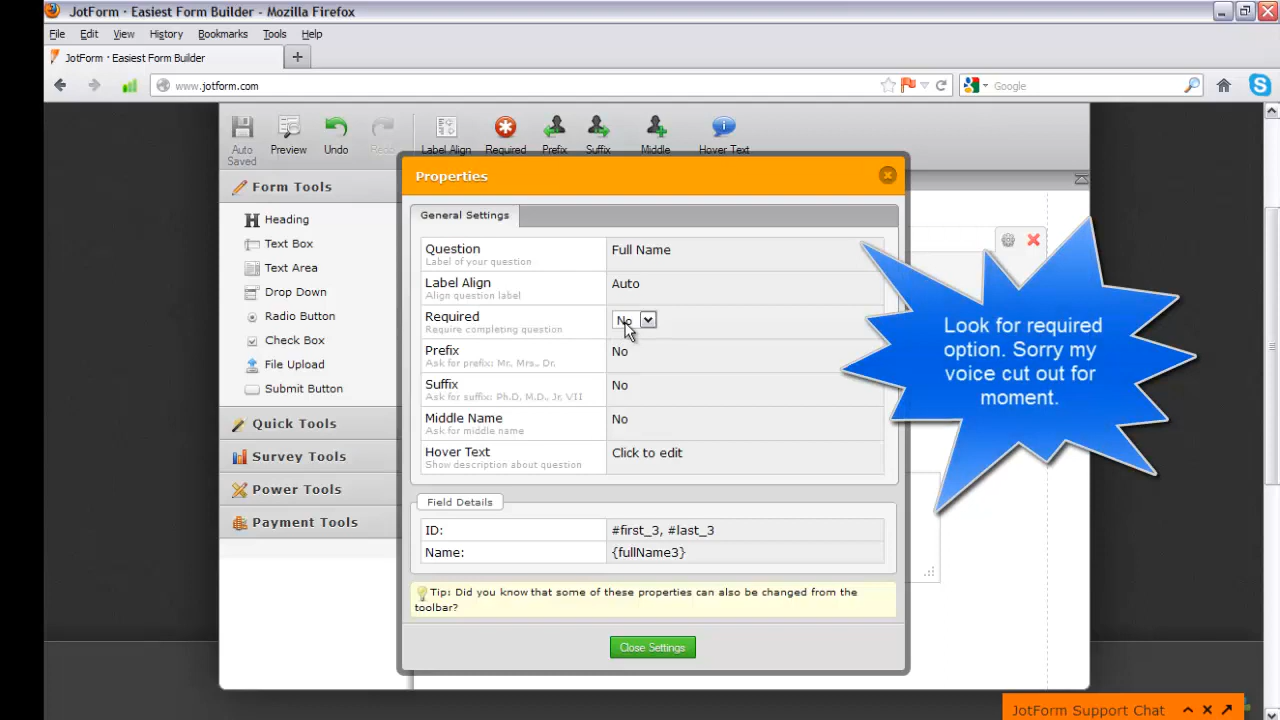 JotForm · Easiest Form Builder - Mozilla Firefox
File Edit View History Bookmarks Tools Help
JotForm · Easiest Form Builder
www.jotform.com
Google
Auto Saved
Preview
Undo
Label Align
Required
Prefix
Suffix
Middle
Hover Text
Properties
General Settings
Form Tools
Heading
Text Box
Text Area
Drop Down
Radio Button
Check Box
File Upload
Submit Button
Quick Tools
Survey Tools
Power Tools
Payment Tools
Question Full Name
Label of your question
Label Align Auto
Align question label
Required No
Require completing question
Prefix No
Ask for prefix: Mr, Mrs., Dr.
Suffix No
Ask for suffix: Ph.D, M.D., Jr, VII
Middle Name No
Ask for middle name
Hover Text Click to edit
Show description about question
Field Details
ID: #first_3, #last_3
Name: {fullName3}
Tip: Did you know that some of these properties can also be changed from the
toolbar?
Close Settings
Look for required
option. Sorry my
voice cut out for
moment.
JotForm Support Chat